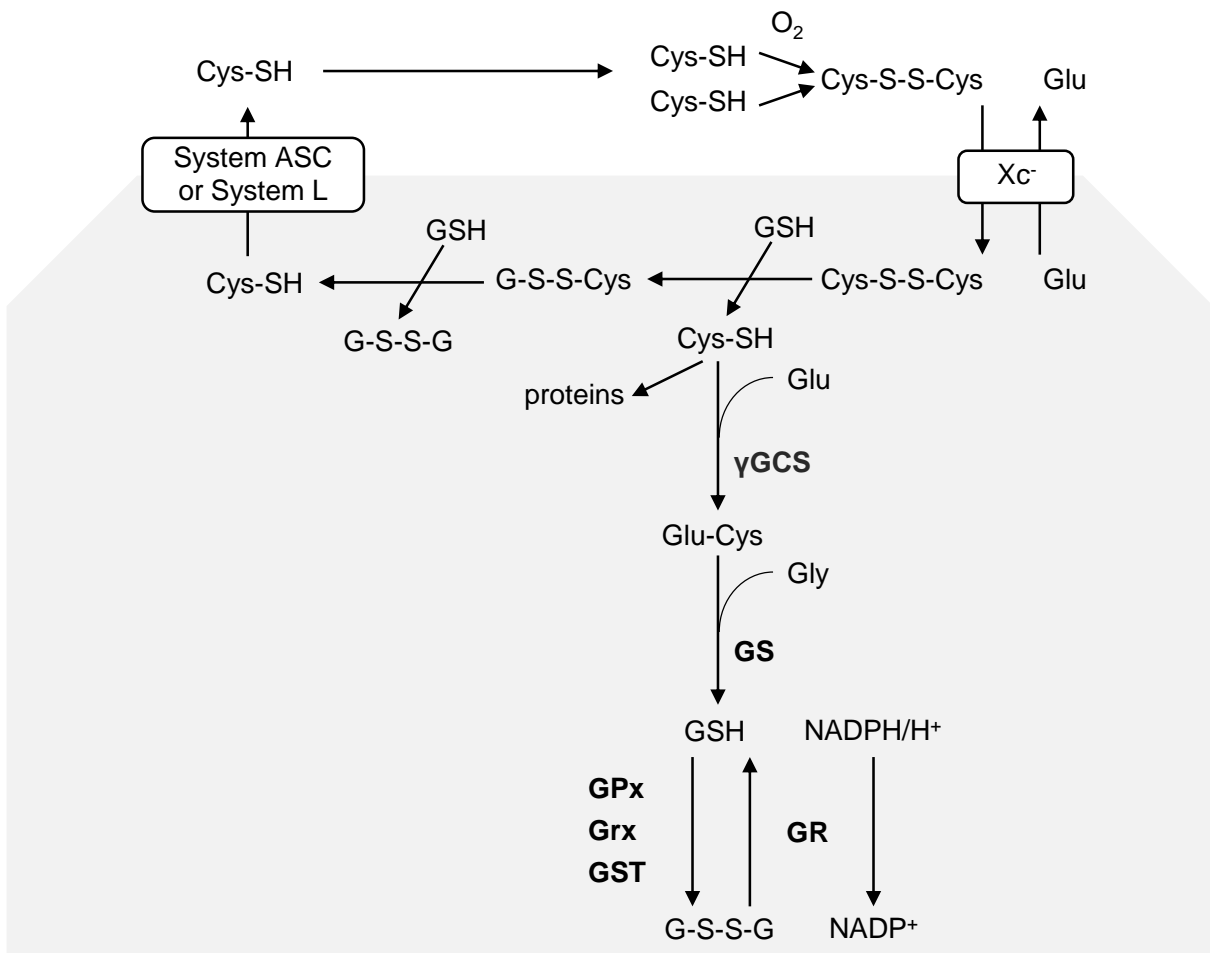 O₂
Cys-SH
Cys-SH
Cys-SH
Cys-S-S-Cys
Glu
System ASC
or System L
Xc⁻
GSH
GSH
Cys-SH
G-S-S-Cys
Cys-S-S-Cys
Glu
G-S-S-G
Cys-SH
proteins
Glu
γGCS
Glu-Cys
Gly
GS
GSH
NADPH/H⁺
GPx
Grx
GR
GST
G-S-S-G
NADP⁺